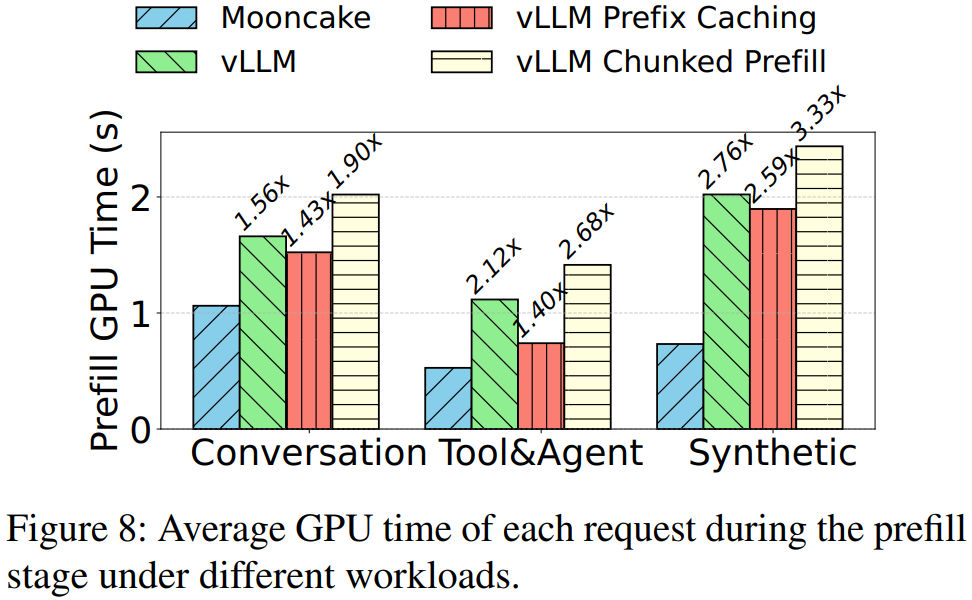 Mooncake
vLLM Prefix Caching
vLLM
vLLM Chunked Prefill
Prefill GPU Time (s)
2
1
0
1.56x
1.43x
1.90x
2.12x
1.40x
2.68x
2.76x
2.59x
3.33x
Conversation Tool&Agent Synthetic
Figure 8: Average GPU time of each request during the prefill
stage under different workloads.